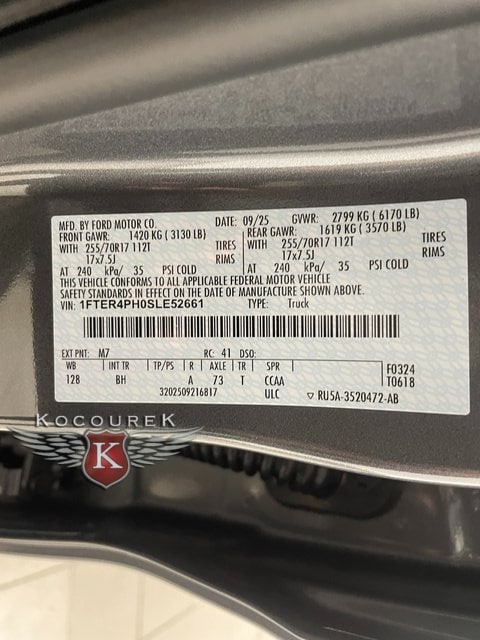 MFD. BY FORD MOTOR CO. DATE: 09/25 GVWR: 2799 KG ( 6170 LB)
FRONT GAWR: 1420 KG ( 3130 LB) REAR GAWR: 1619 KG ( 3570 LB)
WITH 255/70R17 112T TIRES WITH 255/70R17 112T TIRES
17x7.5J RIMS 17x7.5J RIMS
AT 240 kPa/ 35 PSI COLD AT 240 kPa/ 35 PSI COLD
THIS VEHICLE CONFORMS TO ALL APPLICABLE FEDERAL MOTOR VEHICLE
SAFETY STANDARDS IN EFFECT ON THE DATE OF MANUFACTURE SHOWN ABOVE.
VIN: 1FTER4PH0SLE52661 TYPE: Truck
EXT PNT: M7 RC: 41 DSO:
WB INT TR TP/PS R AXLE TR SPR F0324
128 BH A 73 T CCAA T0618
3202509216817 ULC ▽ RU5A-3520472-AB
KOCOUREK
K